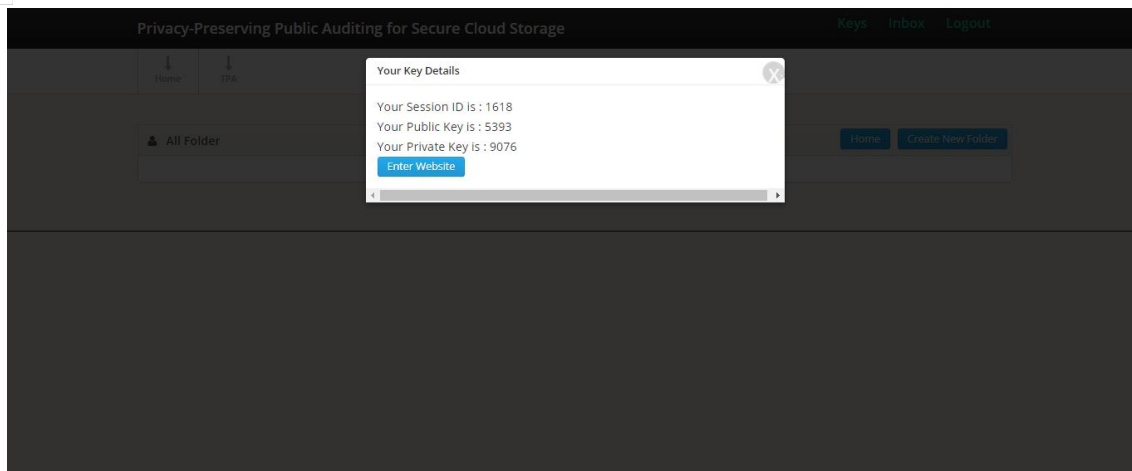 Privacy-Preserving Public Auditing for Secure Cloud Storage
Keys Inbox Logout
Home TPA
Your Key Details
X
Your Session ID is : 1618
Your Public Key is : 5393
Your Private Key is : 9076
Enter Website
All Folder
Home Create New Folder